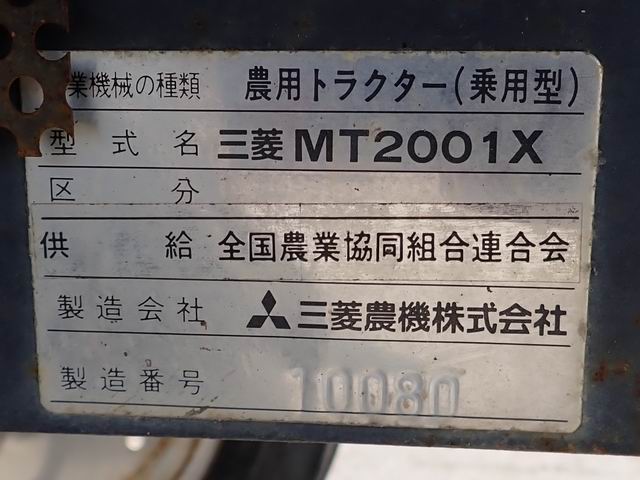 業機械の種類 農用トラクター(乗用型)
型式名 三菱MT2001X
区分
供給 全国農業協同組合連合会
製造会社 三菱農機株式会社
製造番号 10080